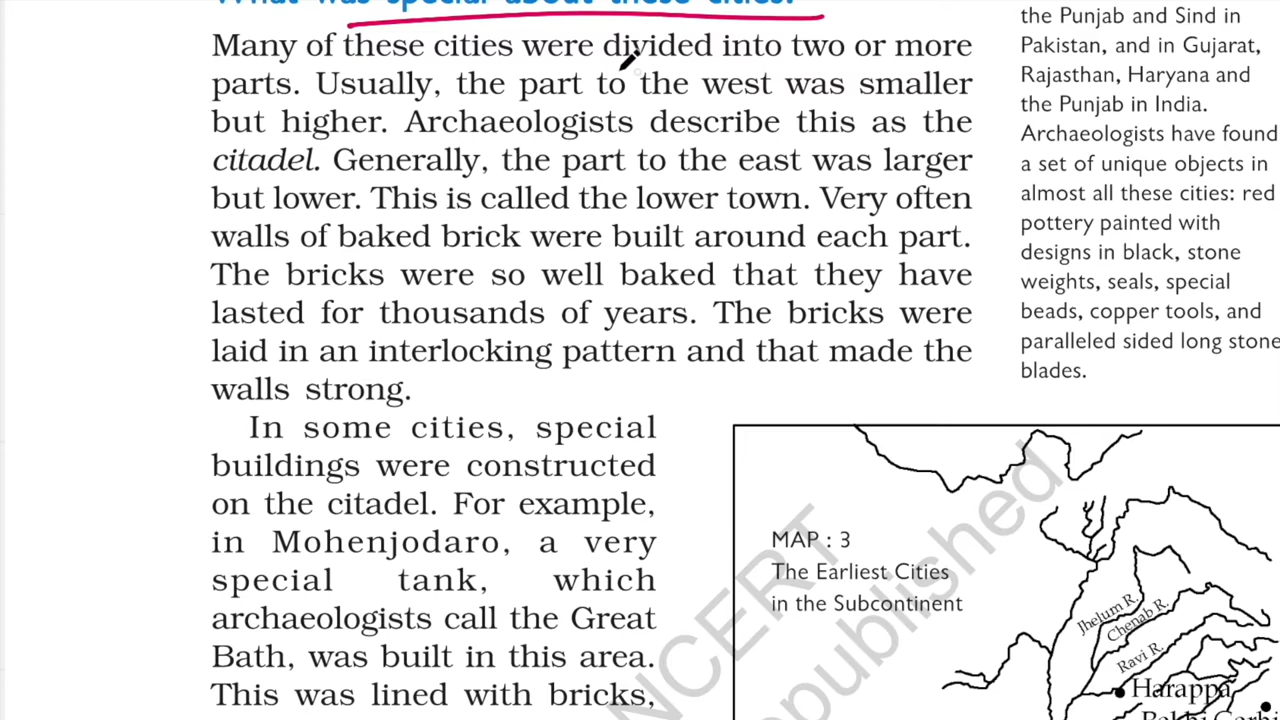 What was special about these cities?
Many of these cities were divided into two or more
parts. Usually, the part to the west was smaller
but higher. Archaeologists describe this as the
citadel. Generally, the part to the east was larger
but lower. This is called the lower town. Very often
walls of baked brick were built around each part.
The bricks were so well baked that they have
lasted for thousands of years. The bricks were
laid in an interlocking pattern and that made the
walls strong.
In some cities, special
buildings were constructed
on the citadel. For example,
in Mohenjodaro, a very
special tank, which
archaeologists call the Great
Bath, was built in this area.
This was lined with bricks,
the Punjab and Sind in
Pakistan, and in Gujarat,
Rajasthan, Haryana and
the Punjab in India.
Archaeologists have found
a set of unique objects in
almost all these cities: red
pottery painted with
designs in black, stone
weights, seals, special
beads, copper tools, and
paralleled sided long stone
blades.
MAP : 3
The Earliest Cities
in the Subcontinent
Jhelum R.
Chenab R.
Ravi R.
Harappa
NCERT
published